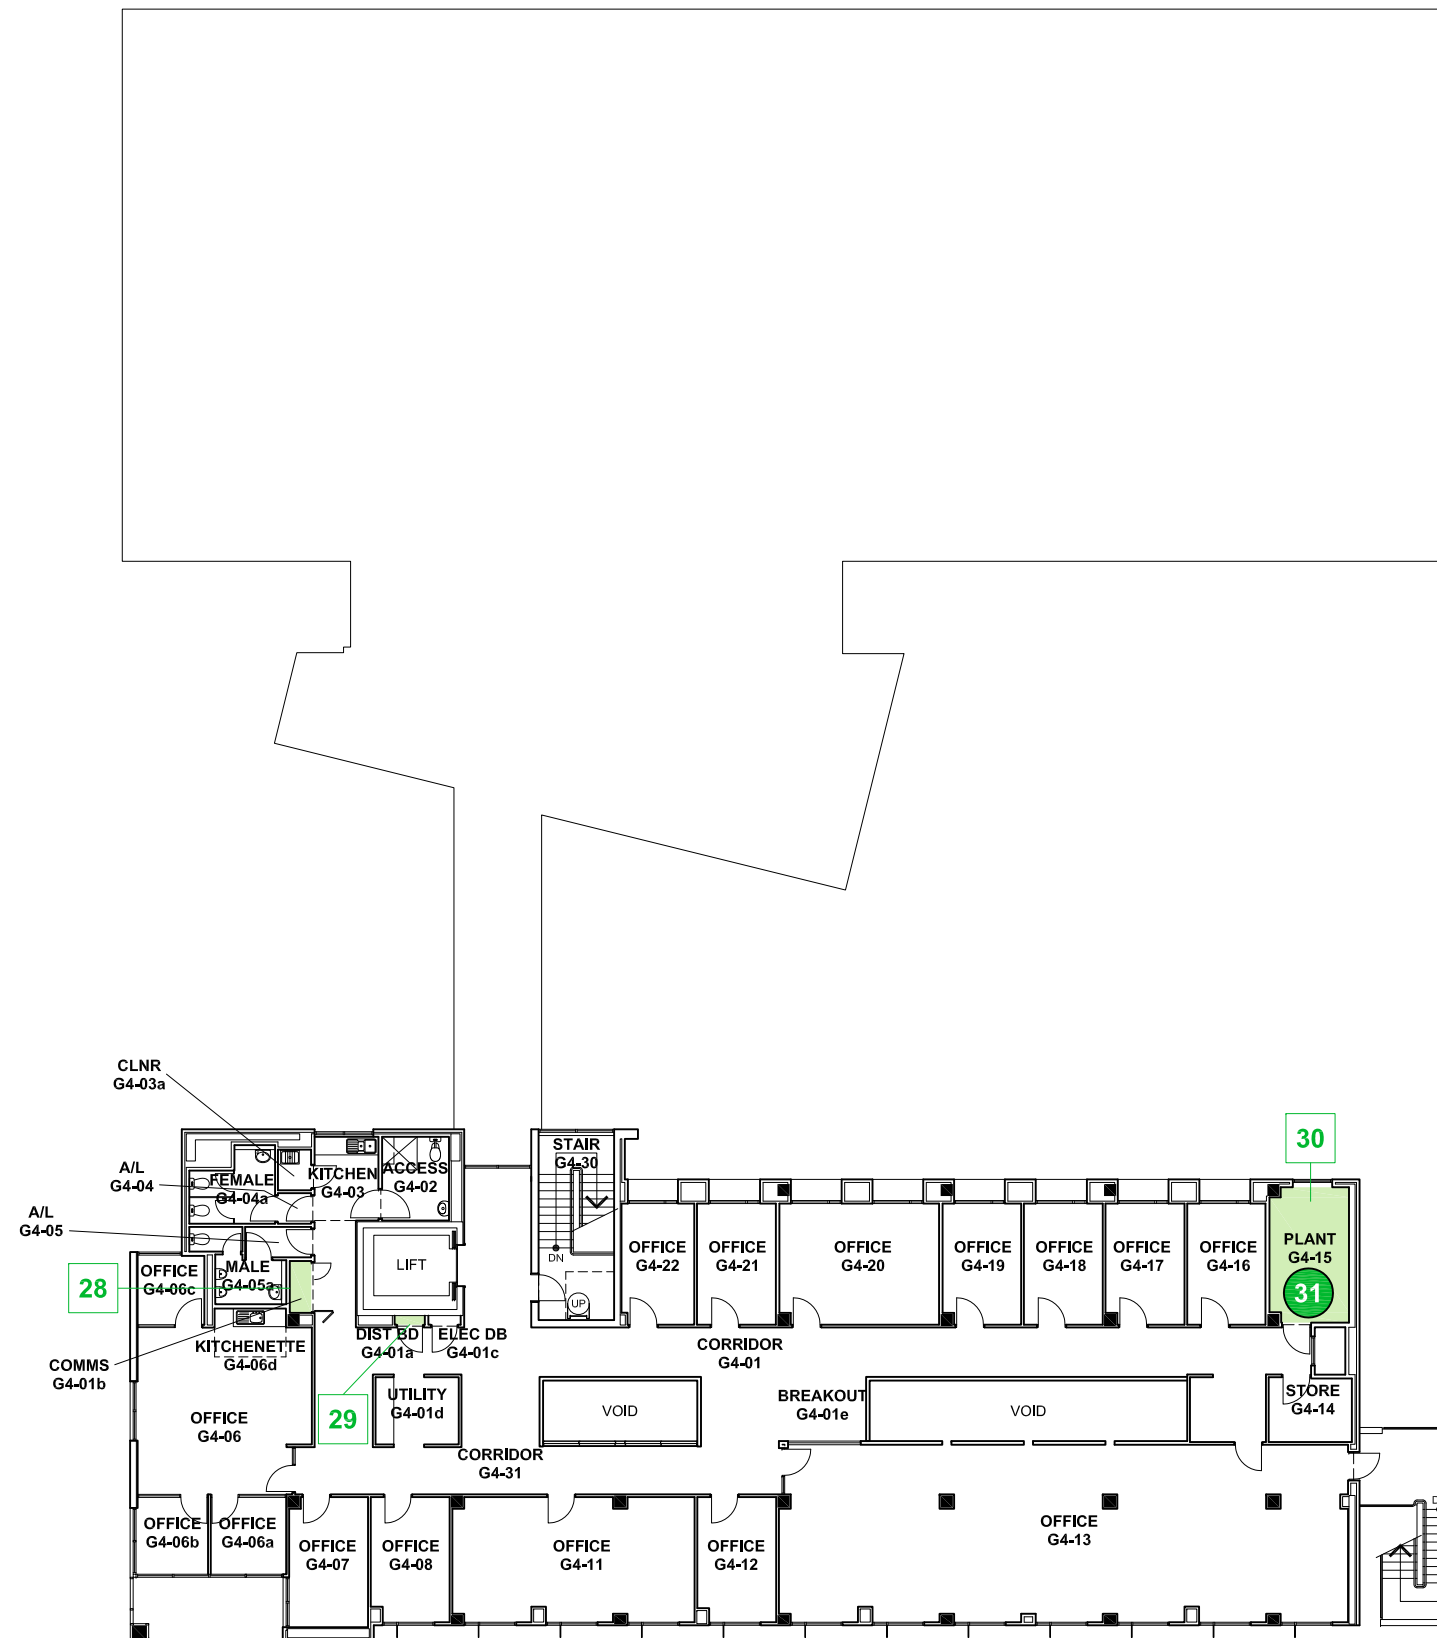 CLNR
G4-03a
A/L
G4-04
A/L
G4-05
FEMALE
G4-04a
KITCHEN
G4-03
ACCESS
G4-02
STAIR
G4-30
DN
UP
30
28
OFFICE
G4-06c
MALE
G4-05a
LIFT
OFFICE
G4-22
OFFICE
G4-21
OFFICE
G4-20
OFFICE
G4-19
OFFICE
G4-18
OFFICE
G4-17
OFFICE
G4-16
PLANT
G4-15
31
COMMS
G4-01b
KITCHENETTE
G4-06d
DIST BD
G4-01a
ELEC DB
G4-01c
CORRIDOR
G4-01
29
UTILITY
G4-01d
VOID
BREAKOUT
G4-01e
VOID
STORE
G4-14
OFFICE
G4-06
CORRIDOR
G4-31
OFFICE
G4-06b
OFFICE
G4-06a
OFFICE
G4-07
OFFICE
G4-08
OFFICE
G4-11
OFFICE
G4-12
OFFICE
G4-13